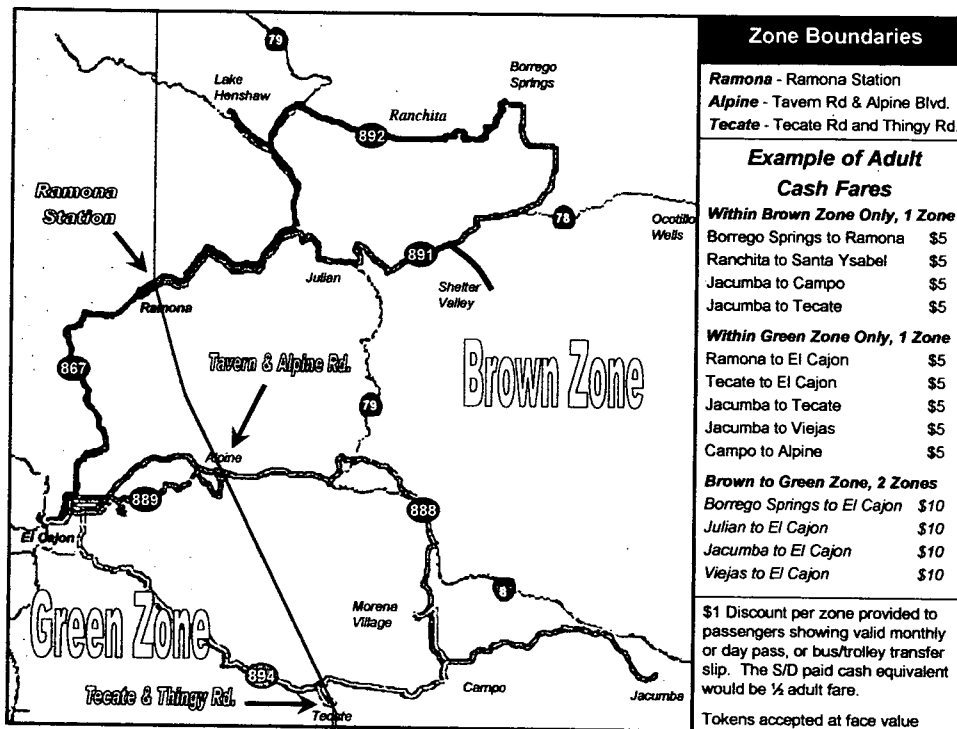 79
Lake
Henshaw
Borrego
Springs
Ranchita
892
Ramona
Station
78
Ocotillo
Wells
891
Julian
Shelter
Valley
Ramona
867
Tavern & Alpine Rd.
Brown Zone
79
Alpine
889
888
El Cajon
8
Green Zone
Morena
Village
894
Campo
Tecate & Thingy Rd.
Jacumba
Tecate
Zone Boundaries
Ramona - Ramona Station
Alpine - Tavern Rd & Alpine Blvd.
Tecate - Tecate Rd and Thingy Rd.
Example of Adult
Cash Fares
Within Brown Zone Only, 1 Zone
Borrego Springs to Ramona $5
Ranchita to Santa Ysabel $5
Jacumba to Campo $5
Jacumba to Tecate $5
Within Green Zone Only, 1 Zone
Ramona to El Cajon $5
Tecate to El Cajon $5
Jacumba to Tecate $5
Jacumba to Viejas $5
Campo to Alpine $5
Brown to Green Zone, 2 Zones
Borrego Springs to El Cajon $10
Julian to El Cajon $10
Jacumba to El Cajon $10
Viejas to El Cajon $10
$1 Discount per zone provided to
passengers showing valid monthly
or day pass, or bus/trolley transfer
slip. The S/D paid cash equivalent
would be ½ adult fare.
Tokens accepted at face value